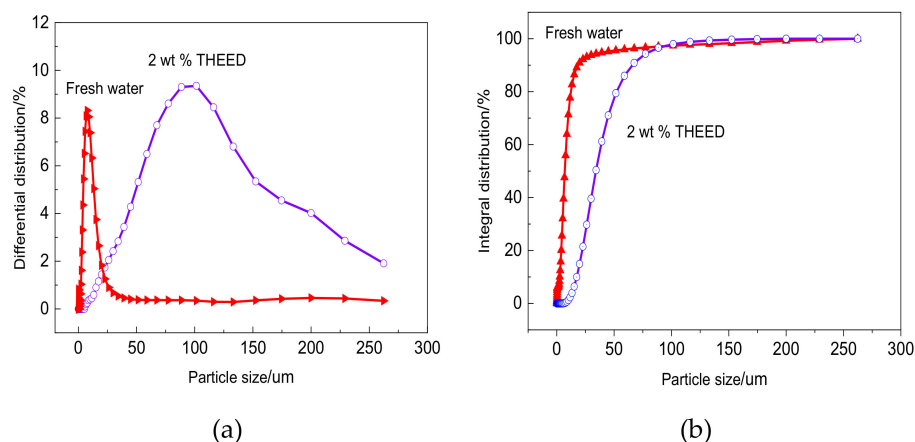 12
10
8
6
4
2
0
Differential distribution/%
2 wt % THEED
Fresh water
0 50 100 150 200 250 300
Particle size/um
(a)
100
80
60
40
20
0
Integral distribution/%
Fresh water
2 wt % THEED
0 50 100 150 200 250 300
Particle size/um
(b)